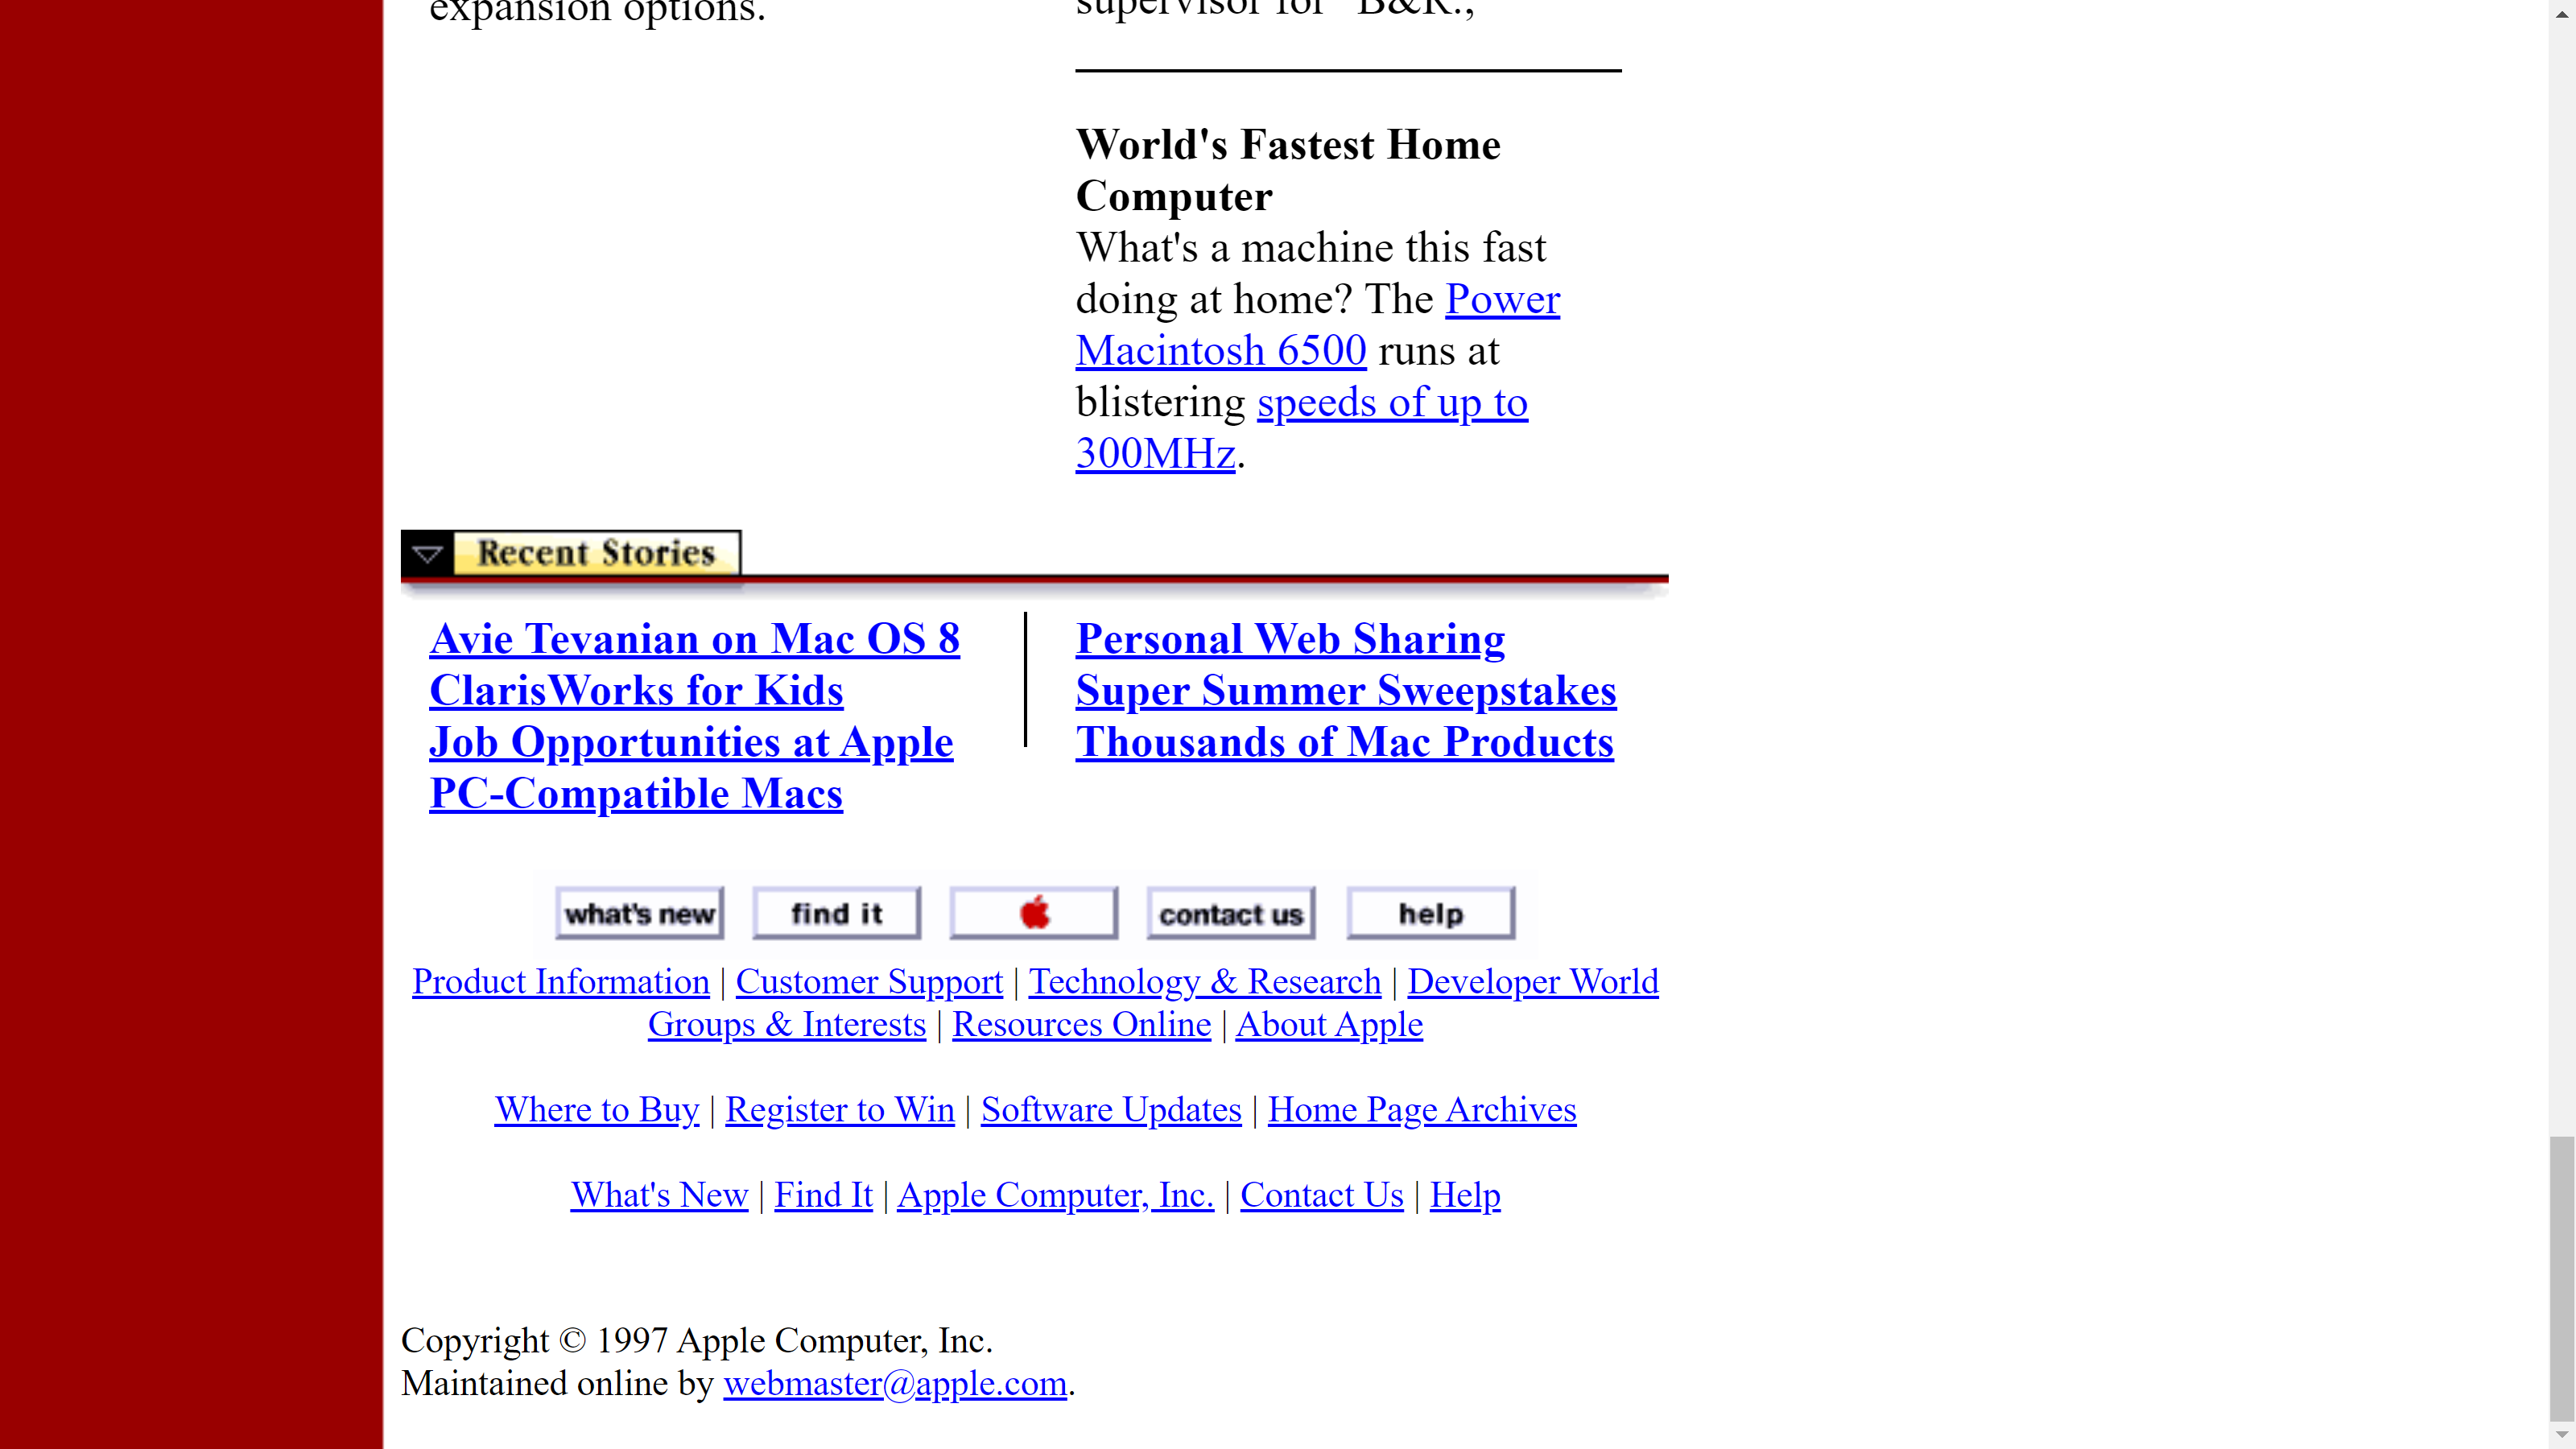 expansion options.
supervisor for "B&R.,
World's Fastest Home
Computer
What's a machine this fast
doing at home? The Power
Macintosh 6500 runs at
blistering speeds of up to
300MHz.
Recent Stories
Avie Tevanian on Mac OS 8
ClarisWorks for Kids
Job Opportunities at Apple
PC-Compatible Macs
Personal Web Sharing
Super Summer Sweepstakes
Thousands of Mac Products
what's new find it contact us help
Product Information | Customer Support | Technology & Research | Developer World
Groups & Interests | Resources Online | About Apple
Where to Buy | Register to Win | Software Updates | Home Page Archives
What's New | Find It | Apple Computer, Inc. | Contact Us | Help
Copyright © 1997 Apple Computer, Inc.
Maintained online by webmaster@apple.com.